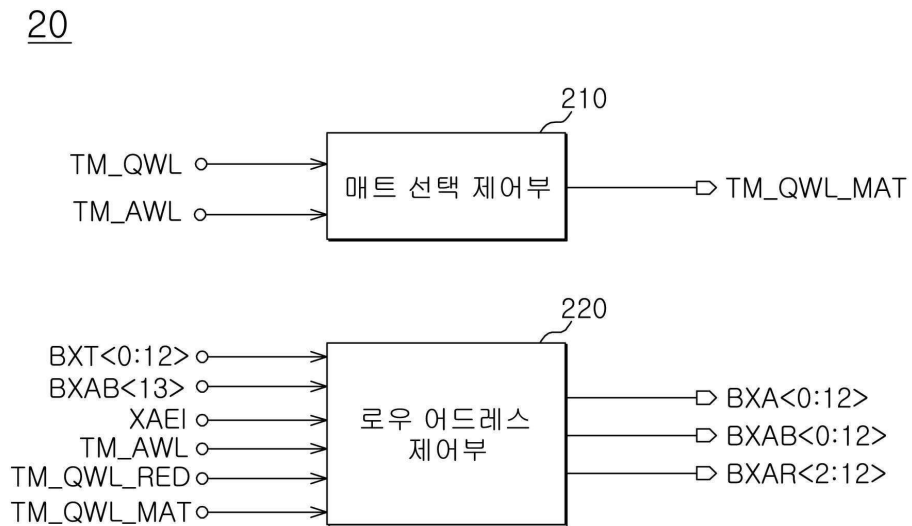 20
210
TM_QWL
TM_AWL
매트 선택 제어부
TM_QWL_MAT
220
BXT<0:12>
BXAB<13>
XAEI
TM_AWL
TM_QWL_RED
TM_QWL_MAT
로우 어드레스
제어부
BXA<0:12>
BXAB<0:12>
BXAR<2:12>